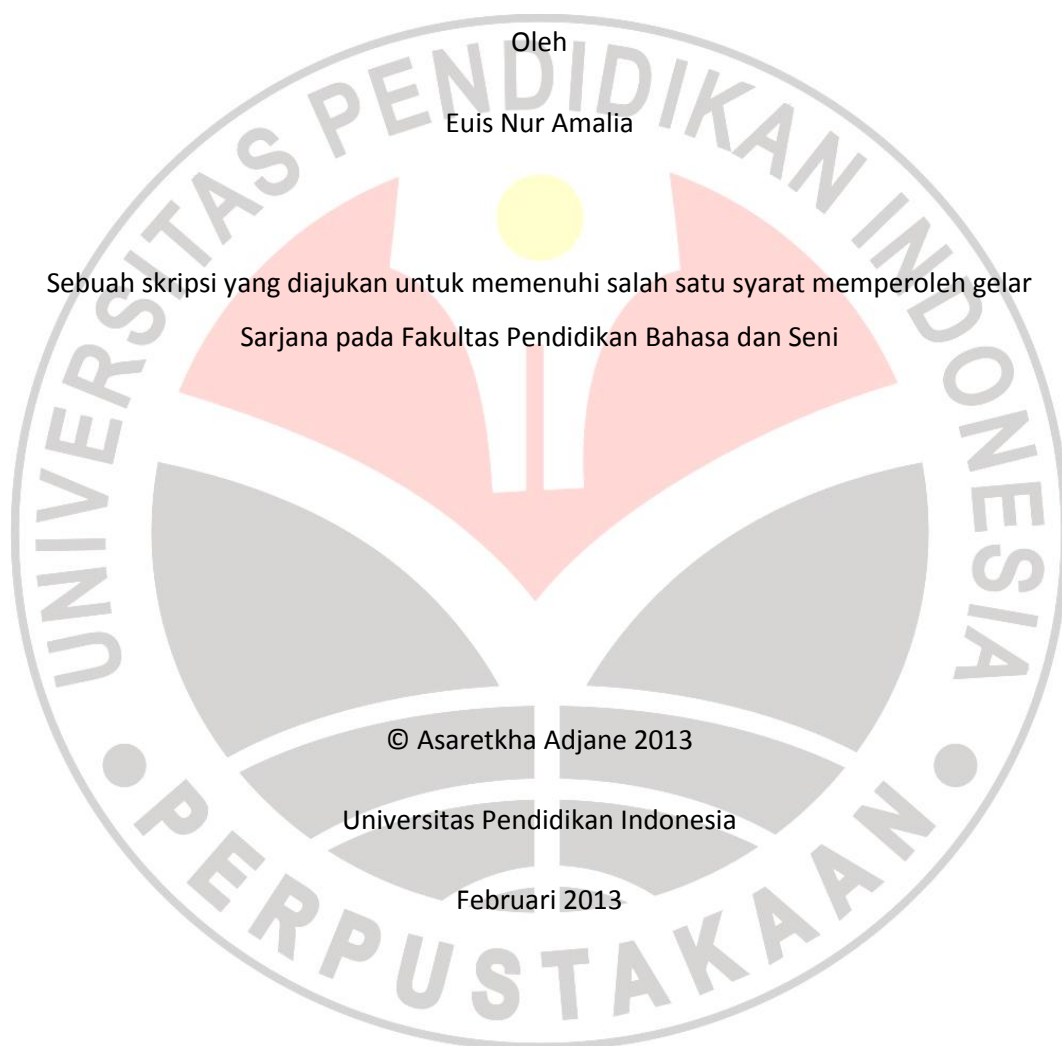 Oleh
Euis Nur Amalia
Sebuah skripsi yang diajukan untuk memenuhi salah satu syarat memperoleh gelar
Sarjana pada Fakultas Pendidikan Bahasa dan Seni
© Asaretkha Adjane 2013
Universitas Pendidikan Indonesia
Februari 2013
UNIVERSITAS PENDIDIKAN INDONESIA
PERPUSTAKAAN